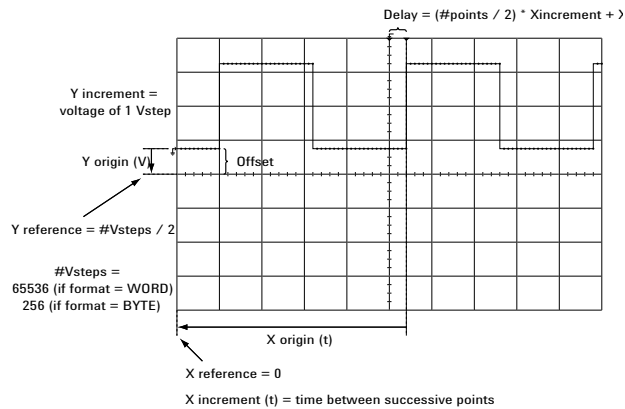 Delay = (#points / 2) * Xincrement + X
Y increment =
voltage of 1 Vstep
Y origin (V)
Offset
Y reference = #Vsteps / 2
#Vsteps =
65536 (if format = WORD)
256 (if format = BYTE)
X origin (t)
X reference = 0
X increment (t) = time between successive points